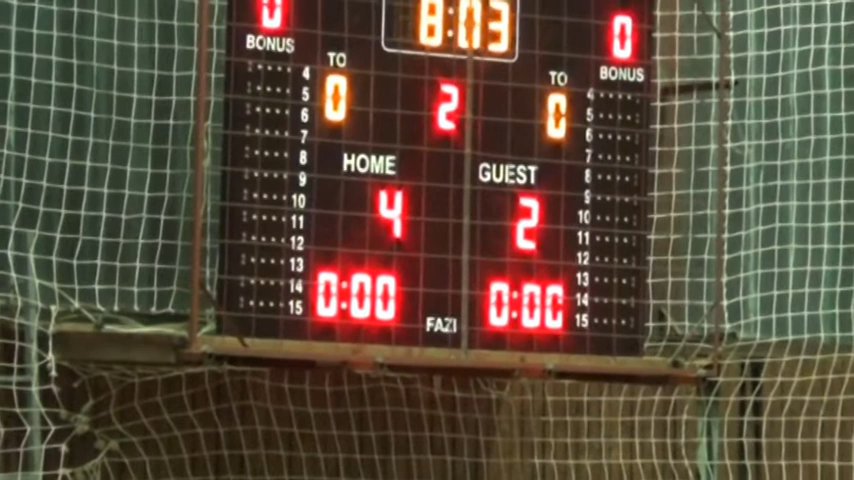 0 8:03 0
BONUS TO TO BONUS
0 2 0
4 4
5 5
6 6
7 7
8 HOME GUEST 8
9 9
10 4 2 10
11 11
12 12
13 13
14 0:00 0:00 14
15 FAZI 15